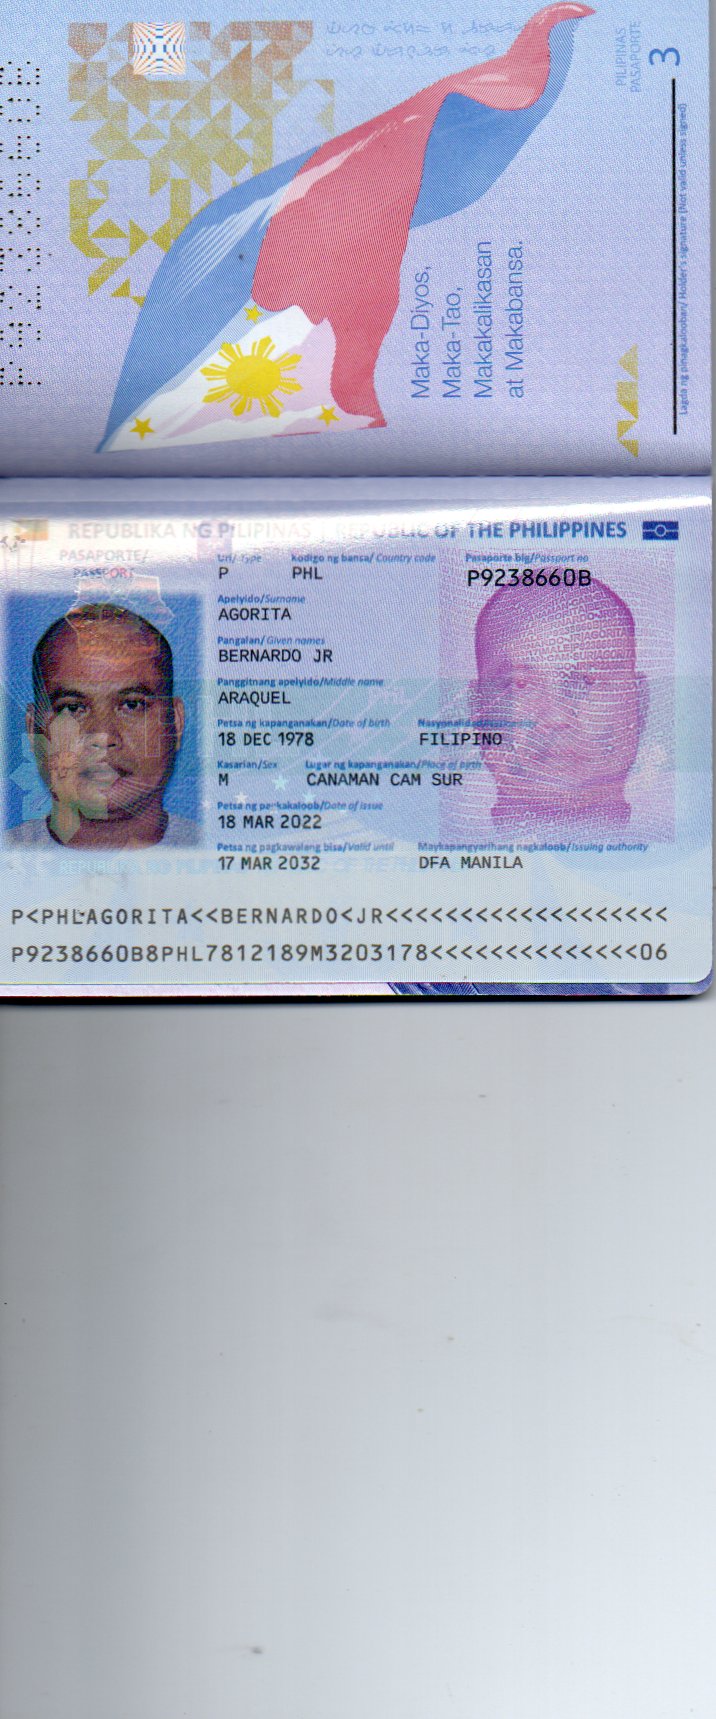 PILIPINAS
PASAPORTE
3
Maka-Diyos,
Maka-Tao,
Makakalikasan
at Makabansa.
Lagda ng pinagkalooban/ Holder's signature (Not valid unless signed)
REPUBLIKA NG PILIPINAS | REPUBLIC OF THE PHILIPPINES
PASAPORTE/
PASSPORT
Uri/ Type
Kodigo ng bansa/ Country code
Pasaporte blg/Passport no
P
PHL
P9238660B
Apelyido/Surname
AGORITA
Pangalan/ Given names
BERNARDO JR
Panggitnang apelyido/Middle name
ARAQUEL
Petsa ng kapanganakan/Date of birth
18 DEC 1978
FILIPINO
Kasarian/Sex
Lugar ng kapanganakan/Place of birth
M
CANAMAN CAM SUR
Petsa ng pagkakaloob/Date of issue
18 MAR 2022
Petsa ng pagkawalang bisa/Valid until
Maykapangyarihang nagkaloob/Issuing authority
17 MAR 2032
DFA MANILA
P<PHLAGORITA<<BERNARDO<JR<<<<<<<<<<<<<<<<<<<
P9238660B8PHL7812189M3203178<<<<<<<<<<<<<<06